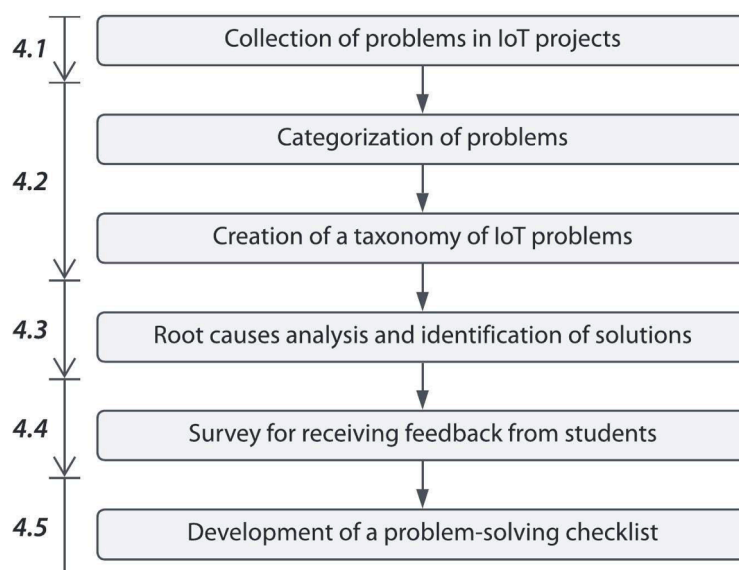 4.1
Collection of problems in IoT projects
4.2
Categorization of problems
Creation of a taxonomy of IoT problems
4.3
Root causes analysis and identification of solutions
4.4
Survey for receiving feedback from students
4.5
Development of a problem-solving checklist